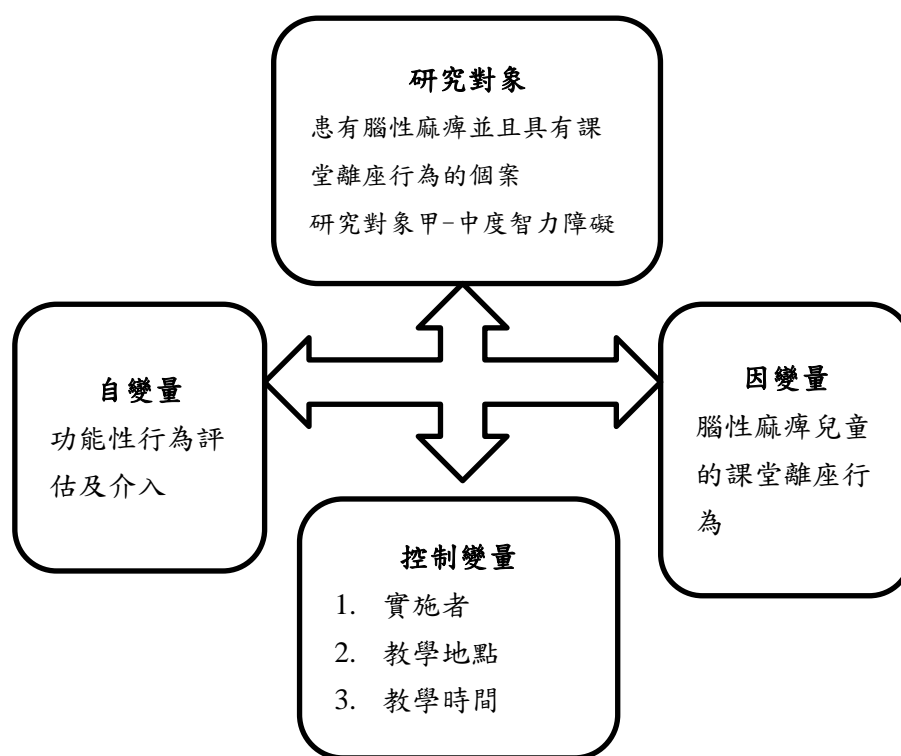 研究對象
患有腦性麻痺並且具有課
堂離座行為的個案
研究對象甲-中度智力障礙
自變量
功能性行為評
估及介入
因變量
腦性麻痺兒童
的課堂離座行
為
控制變量
1. 實施者
2. 教學地點
3. 教學時間